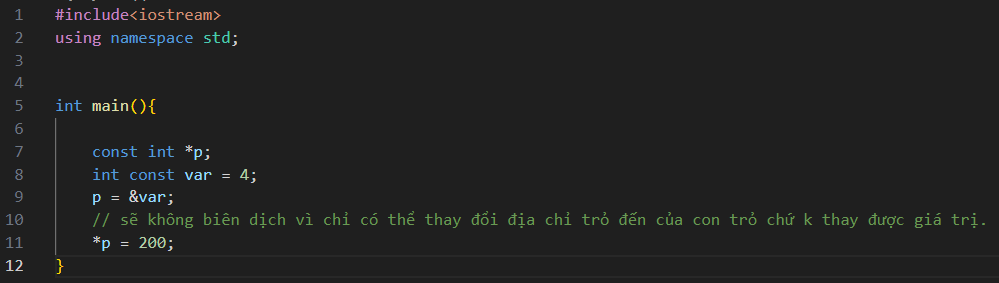 1 #include<iostream>
2 using namespace std;
3
4
5 int main(){
6
7 const int *p;
8 int const var = 4;
9 p = &var;
10 // sẽ không biên dịch vì chỉ có thể thay đổi địa chỉ trỏ đến của con trỏ chứ k thay được giá trị.
11 *p = 200;
12 }